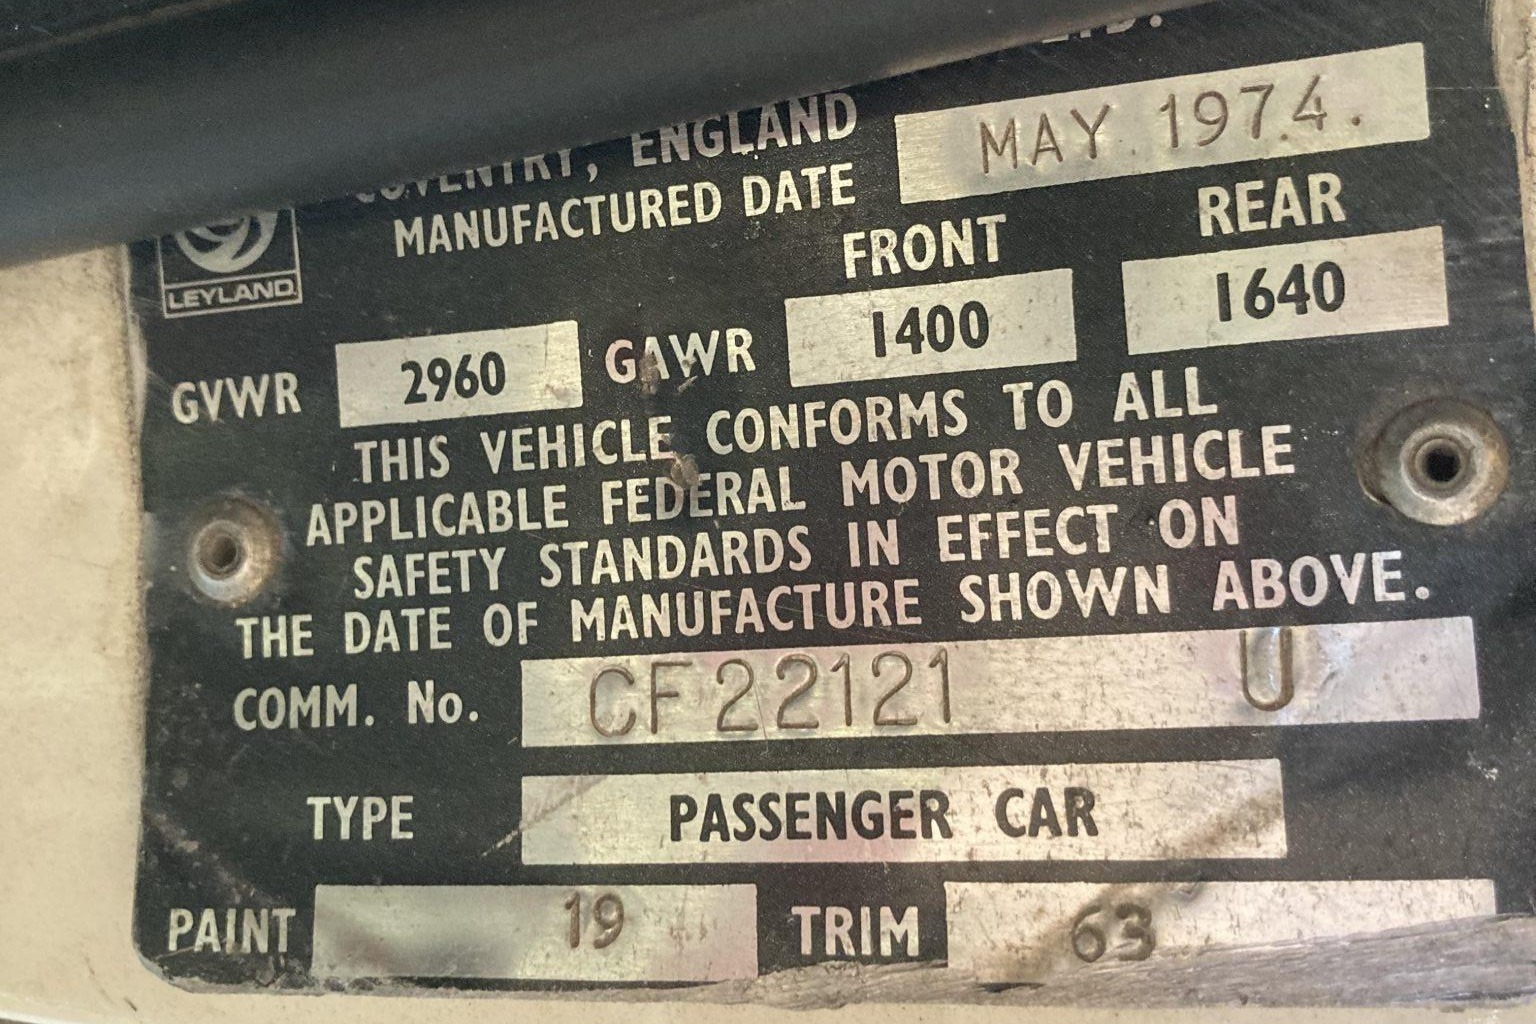 LTD.
COVENTRY, ENGLAND
MANUFACTURED DATE MAY. 1974.
LEYLAND
FRONT REAR
GVWR 2960 GAWR 1400 1640
THIS VEHICLE CONFORMS TO ALL
APPLICABLE FEDERAL MOTOR VEHICLE
SAFETY STANDARDS IN EFFECT ON
THE DATE OF MANUFACTURE SHOWN ABOVE.
COMM. No. CF22121 U
TYPE PASSENGER CAR
PAINT 19 TRIM 63